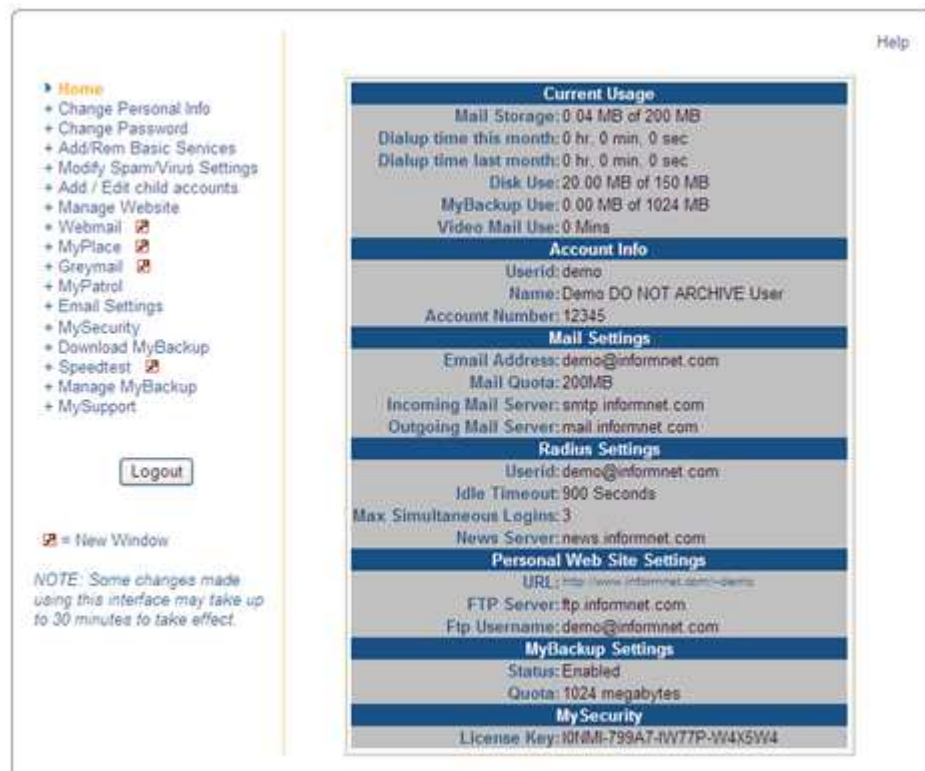 Help
Home
+ Change Personal Info
+ Change Password
+ Add/Rem Basic Services
+ Modify Spam/Virus Settings
+ Add / Edit child accounts
+ Manage Website
+ Webmail
+ MyPlace
+ Greymail
+ MyPatrol
+ Email Settings
+ MySecurity
+ Download MyBackup
+ Speedtest
+ Manage MyBackup
+ MySupport
Logout
= New Window
NOTE: Some changes made
using this interface may take up
to 30 minutes to take effect.
Current Usage
Mail Storage: 0.04 MB of 200 MB
Dialup time this month: 0 hr, 0 min, 0 sec
Dialup time last month: 0 hr, 0 min, 0 sec
Disk Use: 20.00 MB of 150 MB
MyBackup Use: 0.00 MB of 1024 MB
Video Mail Use: 0 Mins
Account Info
Userid: demo
Name: Demo DO NOT ARCHIVE User
Account Number: 12345
Mail Settings
Email Address: demo@informnet.com
Mail Quota: 200MB
Incoming Mail Server: smtp.informnet.com
Outgoing Mail Server: mail.informnet.com
Radius Settings
Userid: demo@informnet.com
Idle Timeout: 900 Seconds
Max Simultaneous Logins: 3
News Server: news.informnet.com
Personal Web Site Settings
URL: http://www.informnet.com/~demo
FTP Server: ftp.informnet.com
Ftp Username: demo@informnet.com
MyBackup Settings
Status: Enabled
Quota: 1024 megabytes
MySecurity
License Key: